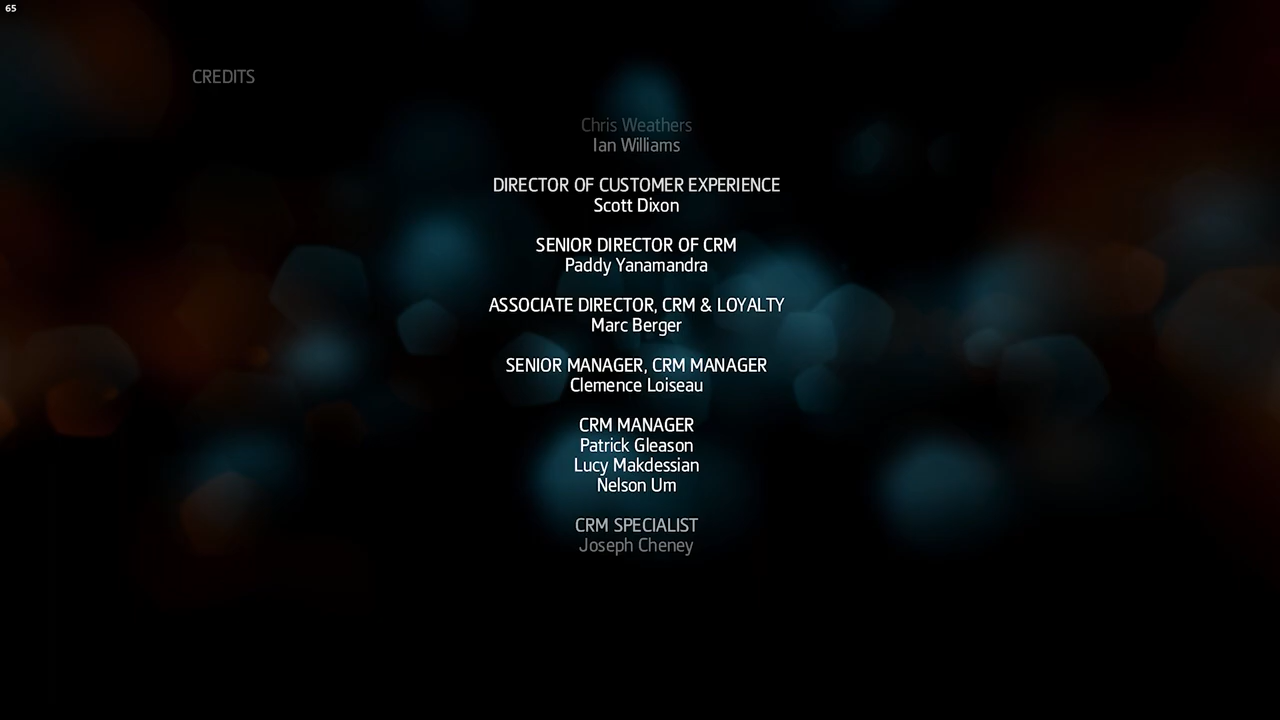 65
CREDITS
Chris Weathers
Ian Williams
DIRECTOR OF CUSTOMER EXPERIENCE
Scott Dixon
SENIOR DIRECTOR OF CRM
Paddy Yanamandra
ASSOCIATE DIRECTOR, CRM & LOYALTY
Marc Berger
SENIOR MANAGER, CRM MANAGER
Clemence Loiseau
CRM MANAGER
Patrick Gleason
Lucy Makdessian
Nelson Um
CRM SPECIALIST
Joseph Cheney